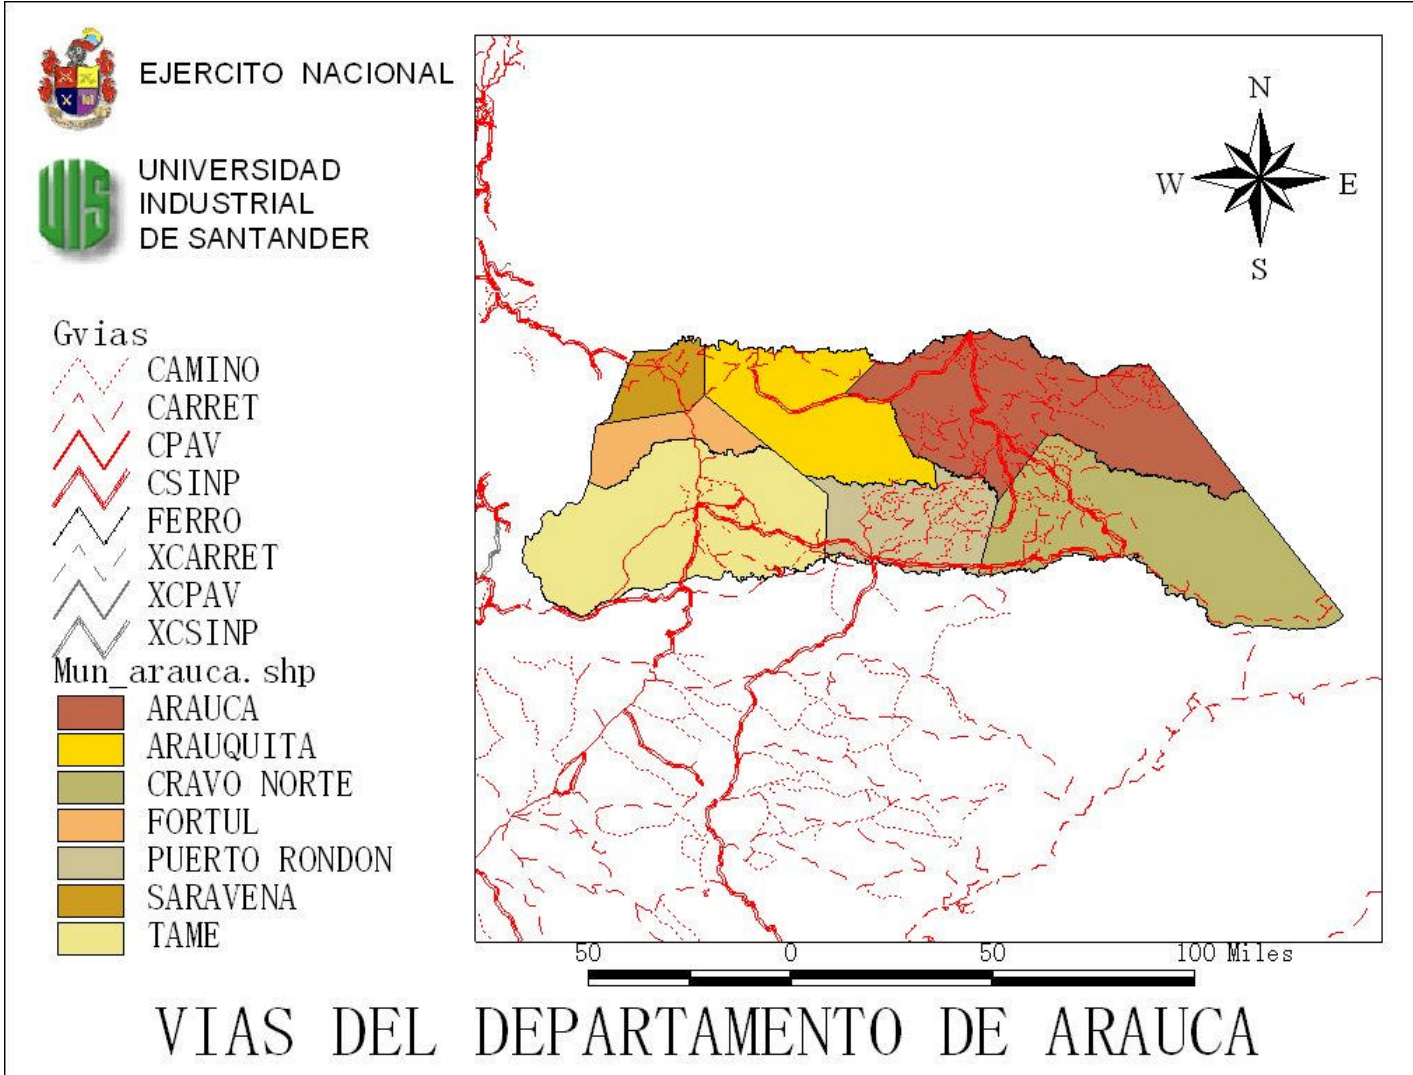 EJERCITO NACIONAL
UIS
UNIVERSIDAD
INDUSTRIAL
DE SANTANDER
N
W
E
S
Gvias
CAMINO
CARRET
CPAV
CSINP
FERRO
XCARRET
XCPAV
XCSINP
Mun_arauca.shp
ARAUCA
ARAUQUITA
CRAVO NORTE
FORTUL
PUERTO RONDON
SARAVENA
TAME
50 0 50 100 Miles
VIAS DEL DEPARTAMENTO DE ARAUCA